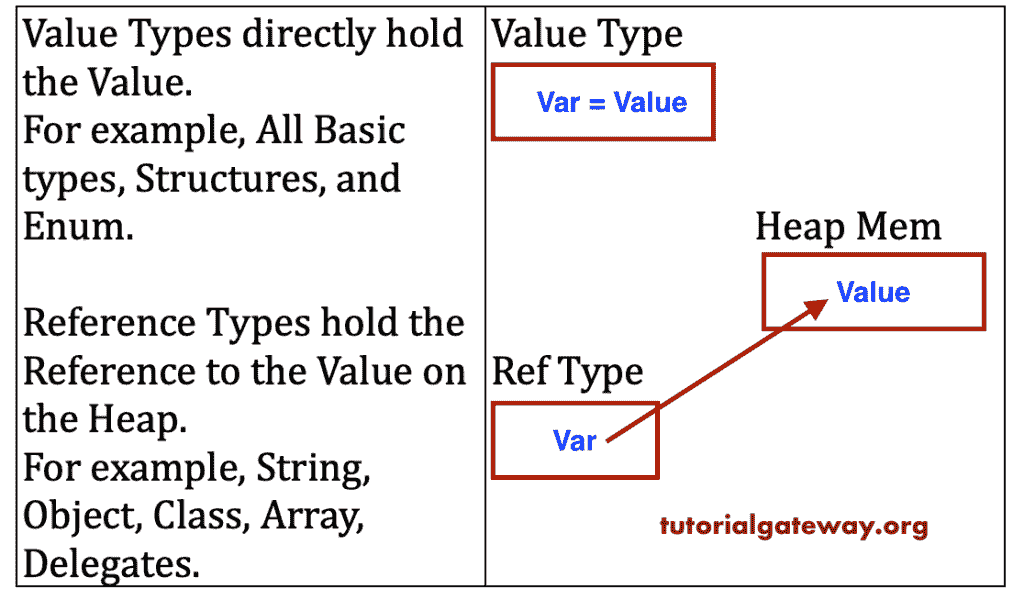 Value Types directly hold
the Value.
For example, All Basic
types, Structures, and
Enum.
Reference Types hold the
Reference to the Value on
the Heap.
For example, String,
Object, Class, Array,
Delegates.
Value Type
Var = Value
Heap Mem
Value
Ref Type
Var
tutorialgateway.org